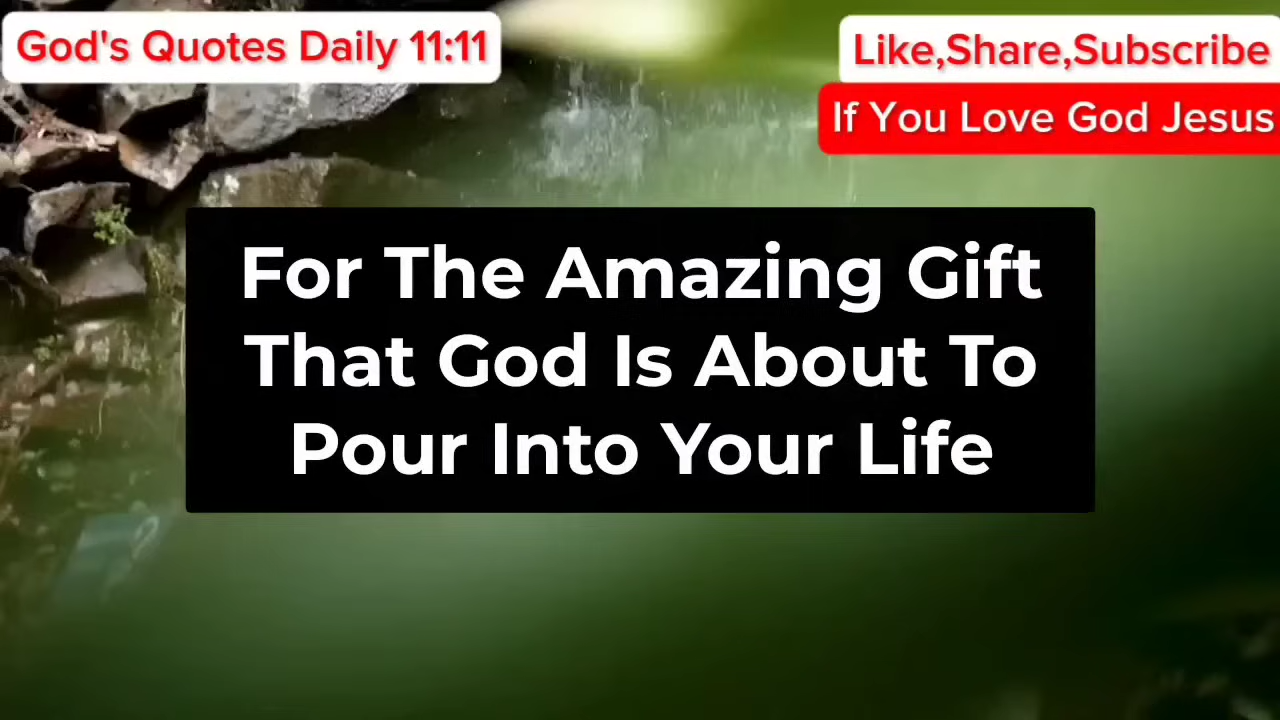 God's Quotes Daily 11:11
Like,Share,Subscribe
If You Love God Jesus
For The Amazing Gift
That God Is About To
Pour Into Your Life